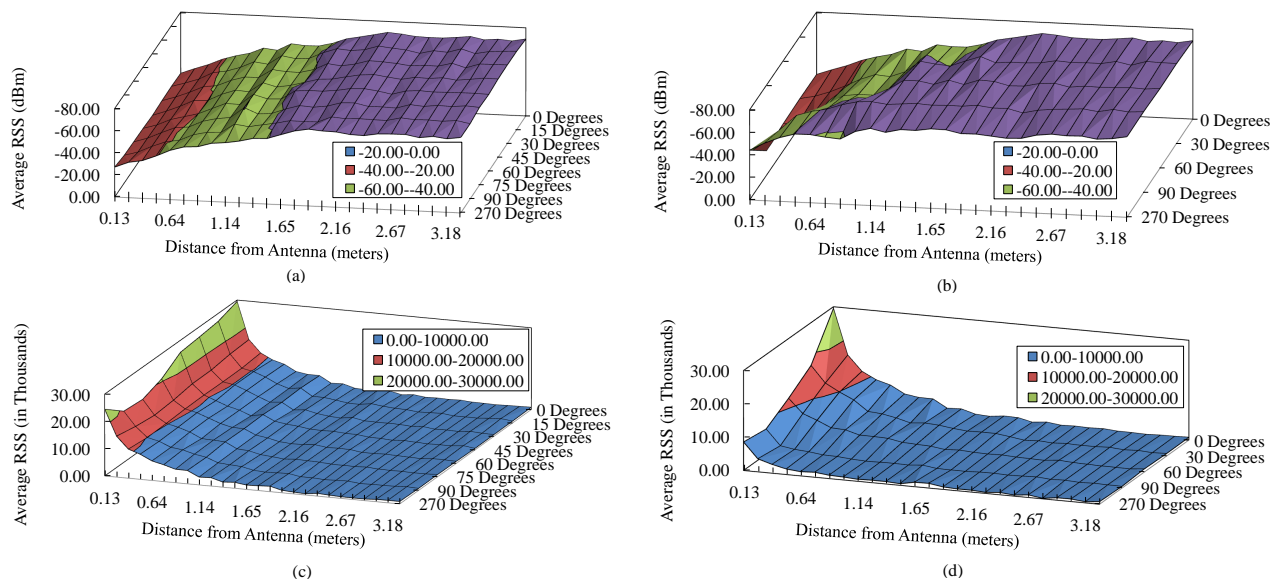 Average RSS (dBm)
-80.00
-60.00
-40.00
-20.00
0.00
0.13
0.64
1.14
1.65
2.16
2.67
3.18
Distance from Antenna (meters)
0 Degrees
15 Degrees
30 Degrees
45 Degrees
60 Degrees
75 Degrees
90 Degrees
270 Degrees
-20.00-0.00
-40.00--20.00
-60.00--40.00
(a)
Average RSS (dBm)
-80.00
-60.00
-40.00
-20.00
0.00
0.13
0.64
1.14
1.65
2.16
2.67
3.18
Distance from Antenna (meters)
0 Degrees
30 Degrees
60 Degrees
90 Degrees
270 Degrees
-20.00-0.00
-40.00--20.00
-60.00--40.00
(b)
Average RSS (in Thousands)
30.00
20.00
10.00
0.00
0.13
0.64
1.14
1.65
2.16
2.67
3.18
Distance from Antenna (meters)
0 Degrees
15 Degrees
30 Degrees
45 Degrees
60 Degrees
75 Degrees
90 Degrees
270 Degrees
0.00-10000.00
10000.00-20000.00
20000.00-30000.00
(c)
Average RSS (in Thousands)
30.00
20.00
10.00
0.00
0.13
0.64
1.14
1.65
2.16
2.67
3.18
Distance from Antenna (meters)
0 Degrees
30 Degrees
60 Degrees
90 Degrees
270 Degrees
0.00-10000.00
10000.00-20000.00
20000.00-30000.00
(d)